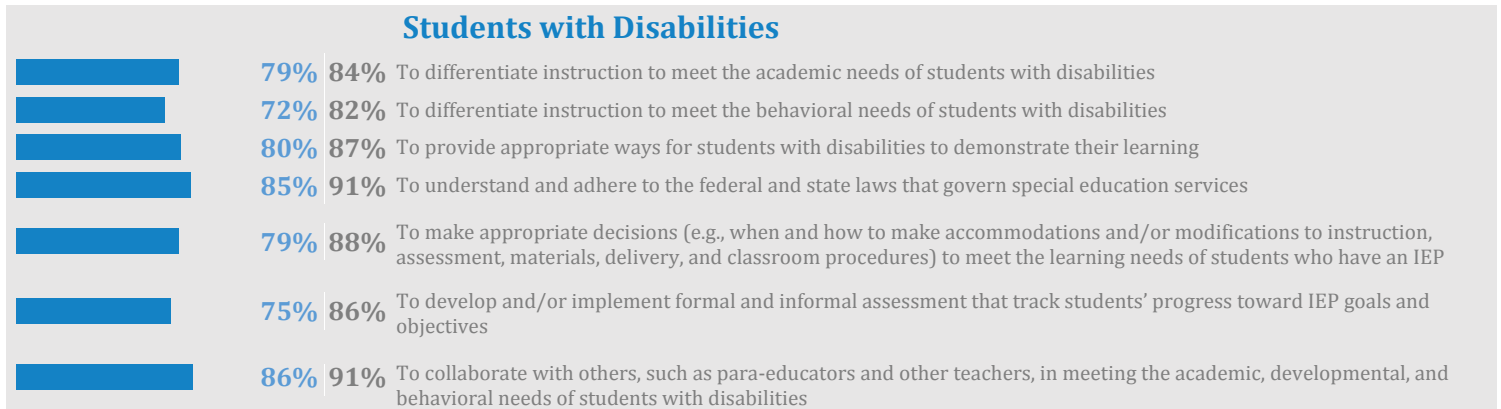 Students with Disabilities
79% 84% To differentiate instruction to meet the academic needs of students with disabilities
72% 82% To differentiate instruction to meet the behavioral needs of students with disabilities
80% 87% To provide appropriate ways for students with disabilities to demonstrate their learning
85% 91% To understand and adhere to the federal and state laws that govern special education services
79% 88% To make appropriate decisions (e.g., when and how to make accommodations and/or modifications to instruction,
assessment, materials, delivery, and classroom procedures) to meet the learning needs of students who have an IEP
75% 86% To develop and/or implement formal and informal assessment that track students’ progress toward IEP goals and
objectives
86% 91% To collaborate with others, such as para-educators and other teachers, in meeting the academic, developmental, and
behavioral needs of students with disabilities